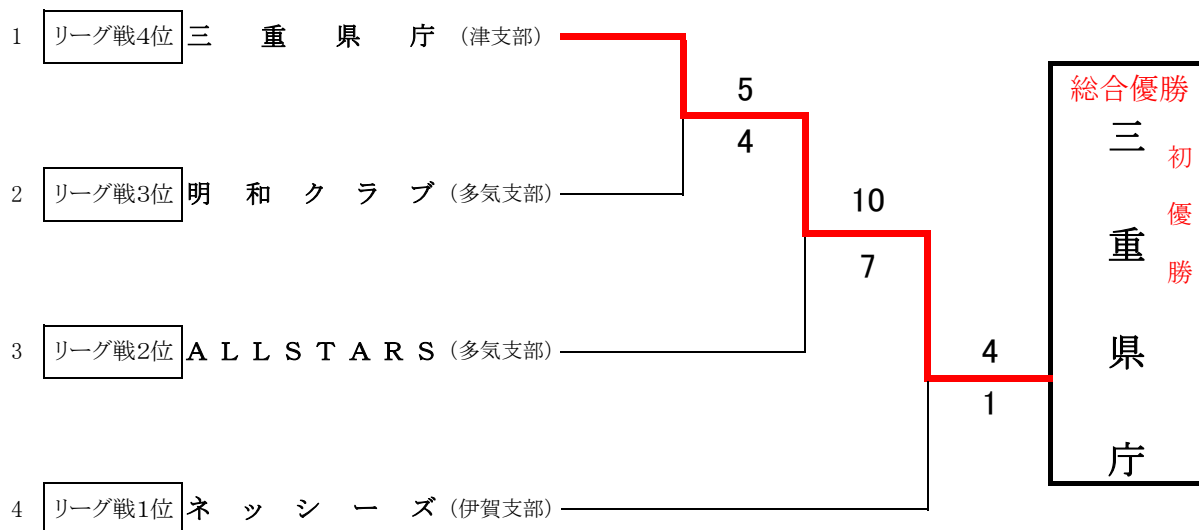 1 リーグ戦4位 三重県庁 (津支部)
5
4
2 リーグ戦3位 明和クラブ (多気支部)
10
7
3 リーグ戦2位 ALLSTARS (多気支部)
4
1
4 リーグ戦1位 ネッシーズ (伊賀支部)
総合優勝
三重県庁
初優勝